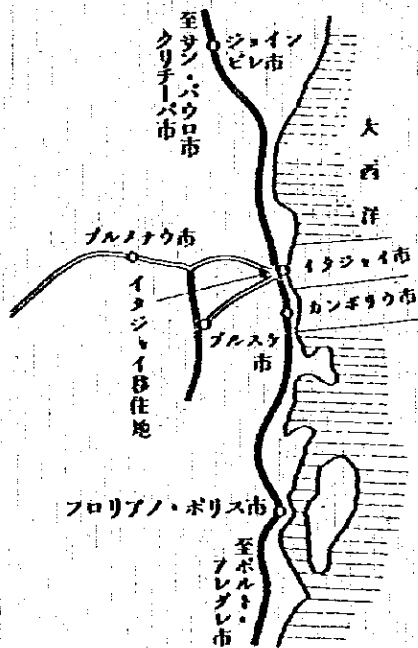 至サン・パウロ市
クリチーバ市
ジョイン
ビレ市
大西洋
ブルメナウ市
イタジャイ市
イタジャイ移住地
カンボリウ市
ブルスケ
市
フロリアノ・ポリス市
至ポルト・
アレグレ市